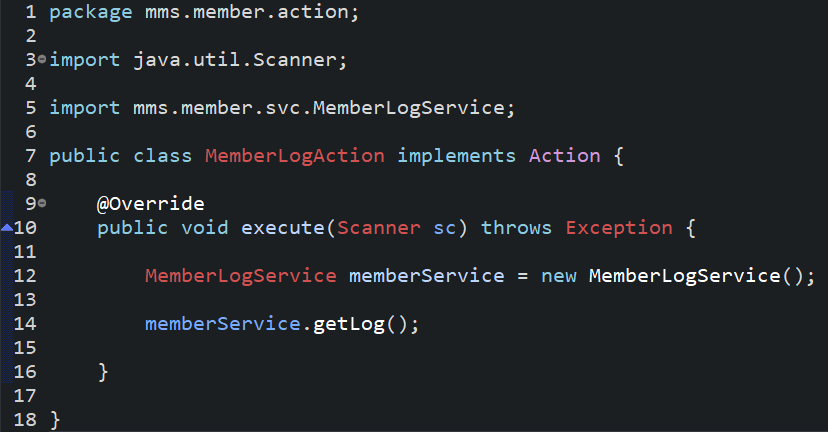 1 package mms.member.action;
2
3 import java.util.Scanner;
4
5 import mms.member.svc.MemberLogService;
6
7 public class MemberLogAction implements Action {
8
9     @Override
10     public void execute(Scanner sc) throws Exception {
11
12         MemberLogService memberService = new MemberLogService();
13
14         memberService.getLog();
15
16     }
17
18 }